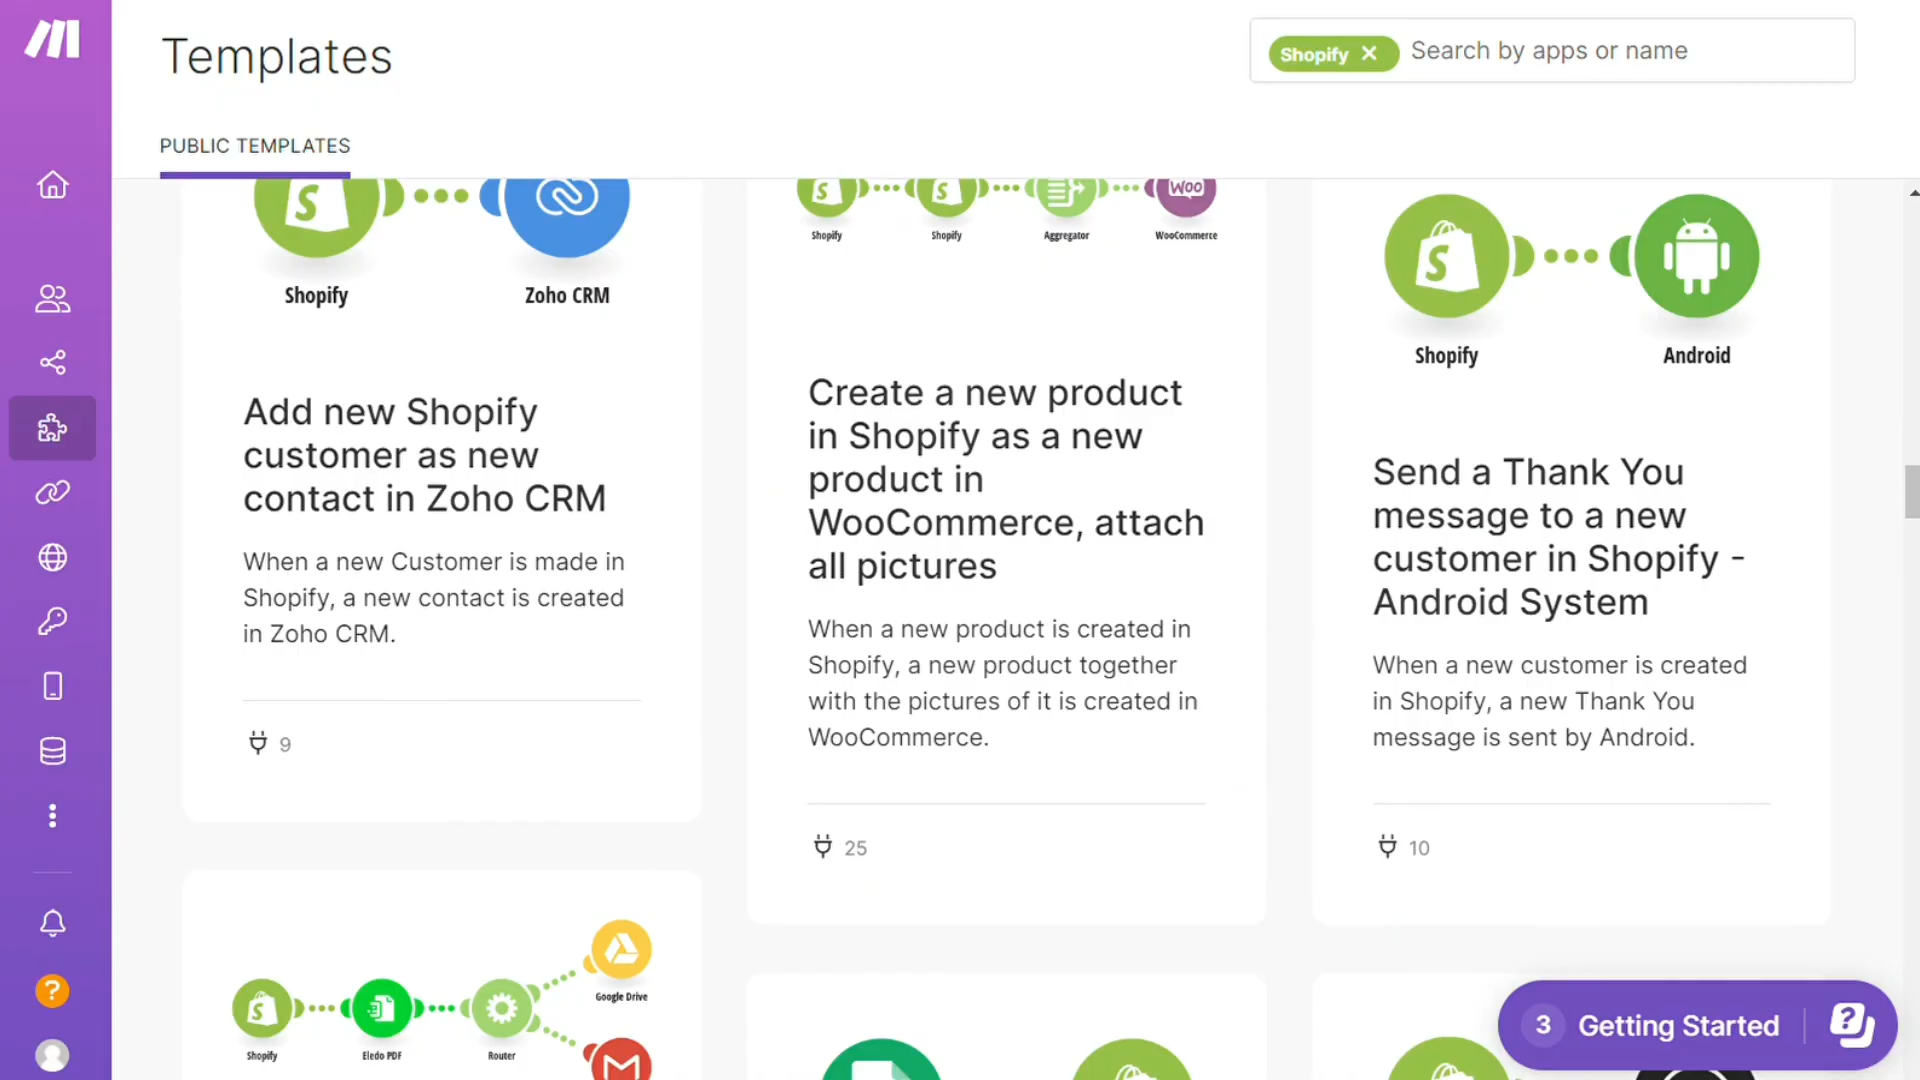 Templates
Shopify ✕ Search by apps or name
PUBLIC TEMPLATES
Shopify
Zoho CRM
Add new Shopify
customer as new
contact in Zoho CRM
When a new Customer is made in
Shopify, a new contact is created
in Zoho CRM.
9
Woo
Shopify
Shopify
Aggregator
WooCommerce
Create a new product
in Shopify as a new
product in
WooCommerce, attach
all pictures
When a new product is created in
Shopify, a new product together
with the pictures of it is created in
WooCommerce.
25
Shopify
Android
Send a Thank You
message to a new
customer in Shopify -
Android System
When a new customer is created
in Shopify, a new Thank You
message is sent by Android.
10
Google Drive
Shopify
Eledo PDF
Router
3 Getting Started